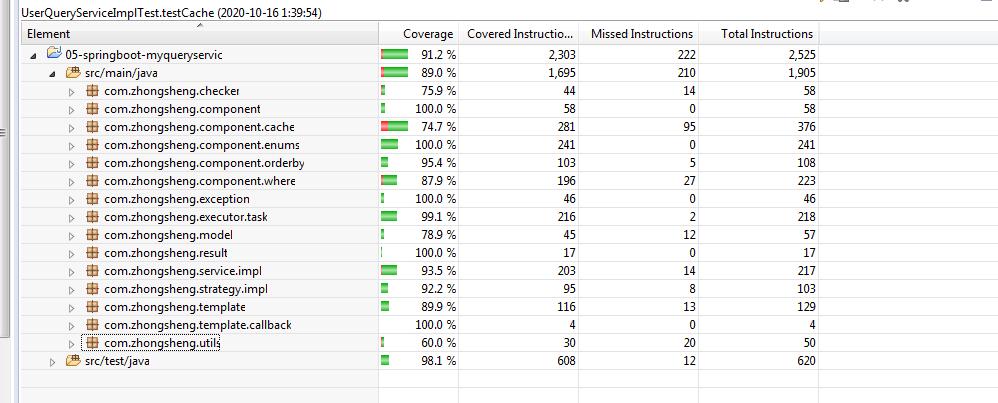 UserQueryServiceImplTest.testCache (2020-10-16 1:39:54)
Element Coverage Covered Instructio... Missed Instructions Total Instructions
05-springboot-myqueryservic 91.2 % 2,303 222 2,525
src/main/java 89.0 % 1,695 210 1,905
com.zhongsheng.checker 75.9 % 44 14 58
com.zhongsheng.component 100.0 % 58 0 58
com.zhongsheng.component.cache 74.7 % 281 95 376
com.zhongsheng.component.enums 100.0 % 241 0 241
com.zhongsheng.component.orderby 95.4 % 103 5 108
com.zhongsheng.component.where 87.9 % 196 27 223
com.zhongsheng.exception 100.0 % 46 0 46
com.zhongsheng.executor.task 99.1 % 216 2 218
com.zhongsheng.model 78.9 % 45 12 57
com.zhongsheng.result 100.0 % 17 0 17
com.zhongsheng.service.impl 93.5 % 203 14 217
com.zhongsheng.strategy.impl 92.2 % 95 8 103
com.zhongsheng.template 89.9 % 116 13 129
com.zhongsheng.template.callback 100.0 % 4 0 4
com.zhongsheng.utils 60.0 % 30 20 50
src/test/java 98.1 % 608 12 620